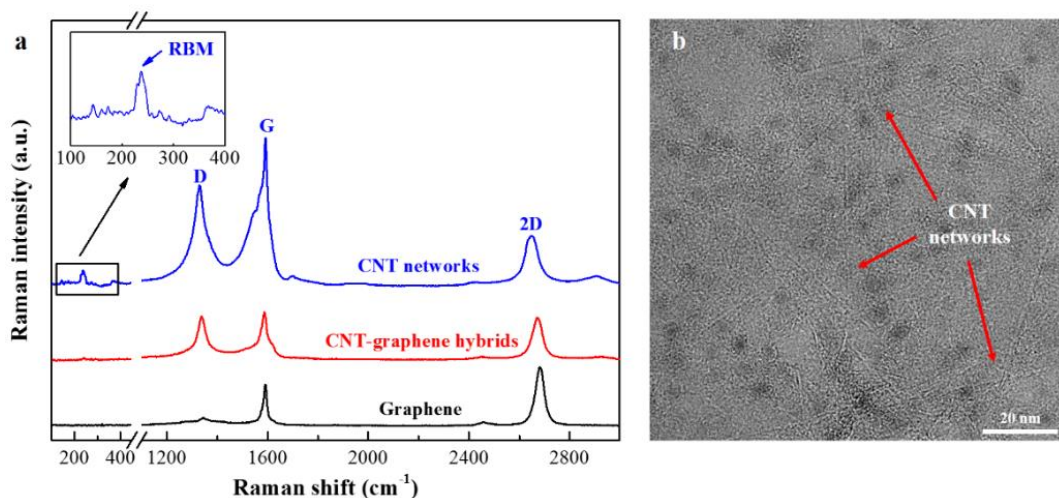 a
RBM
100 200 300 400
G
D
2D
CNT networks
CNT-graphene hybrids
Graphene
Raman intensity (a.u.)
200 400 1200 1600 2400 2800
Raman shift (cm⁻¹)
b
CNT
networks
20 nm